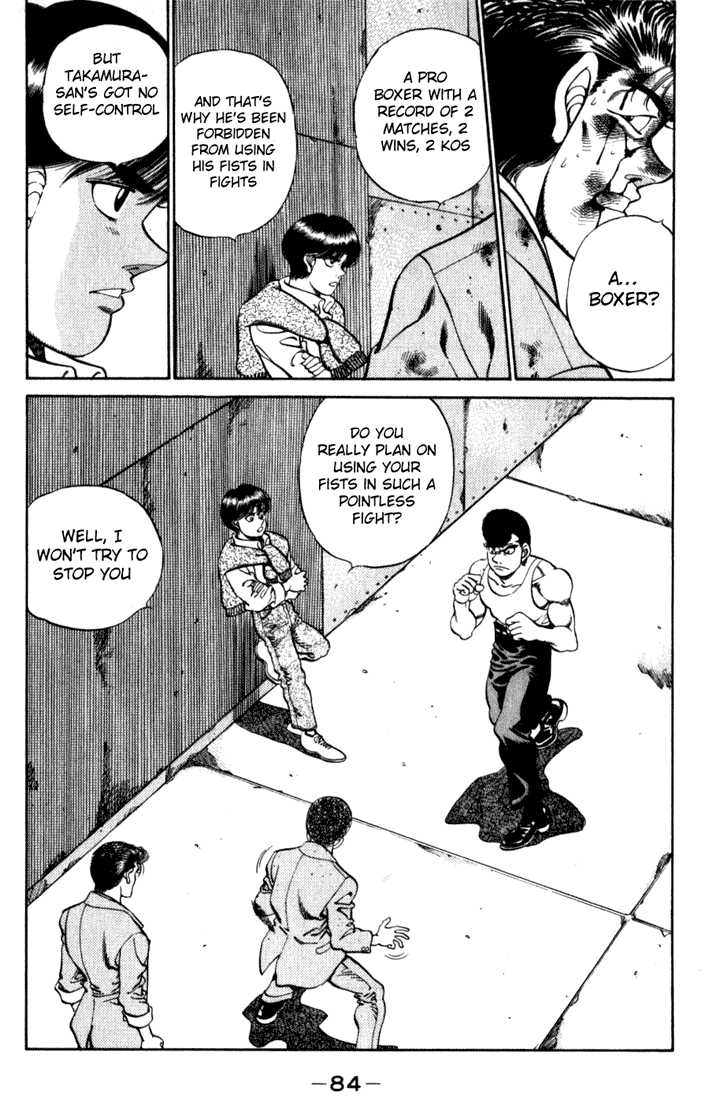 A...
BOXER?
A PRO
BOXER WITH A
RECORD OF 2
MATCHES, 2
WINS, 2 KOS
AND THAT'S
WHY HE'S BEEN
FORBIDDEN
FROM USING
HIS FISTS IN
FIGHTS
BUT
TAKAMURA-
SAN'S GOT NO
SELF-CONTROL
DO YOU
REALLY PLAN ON
USING YOUR
FISTS IN SUCH A
POINTLESS
FIGHT?
WELL, I
WON'T TRY TO
STOP YOU
-84-